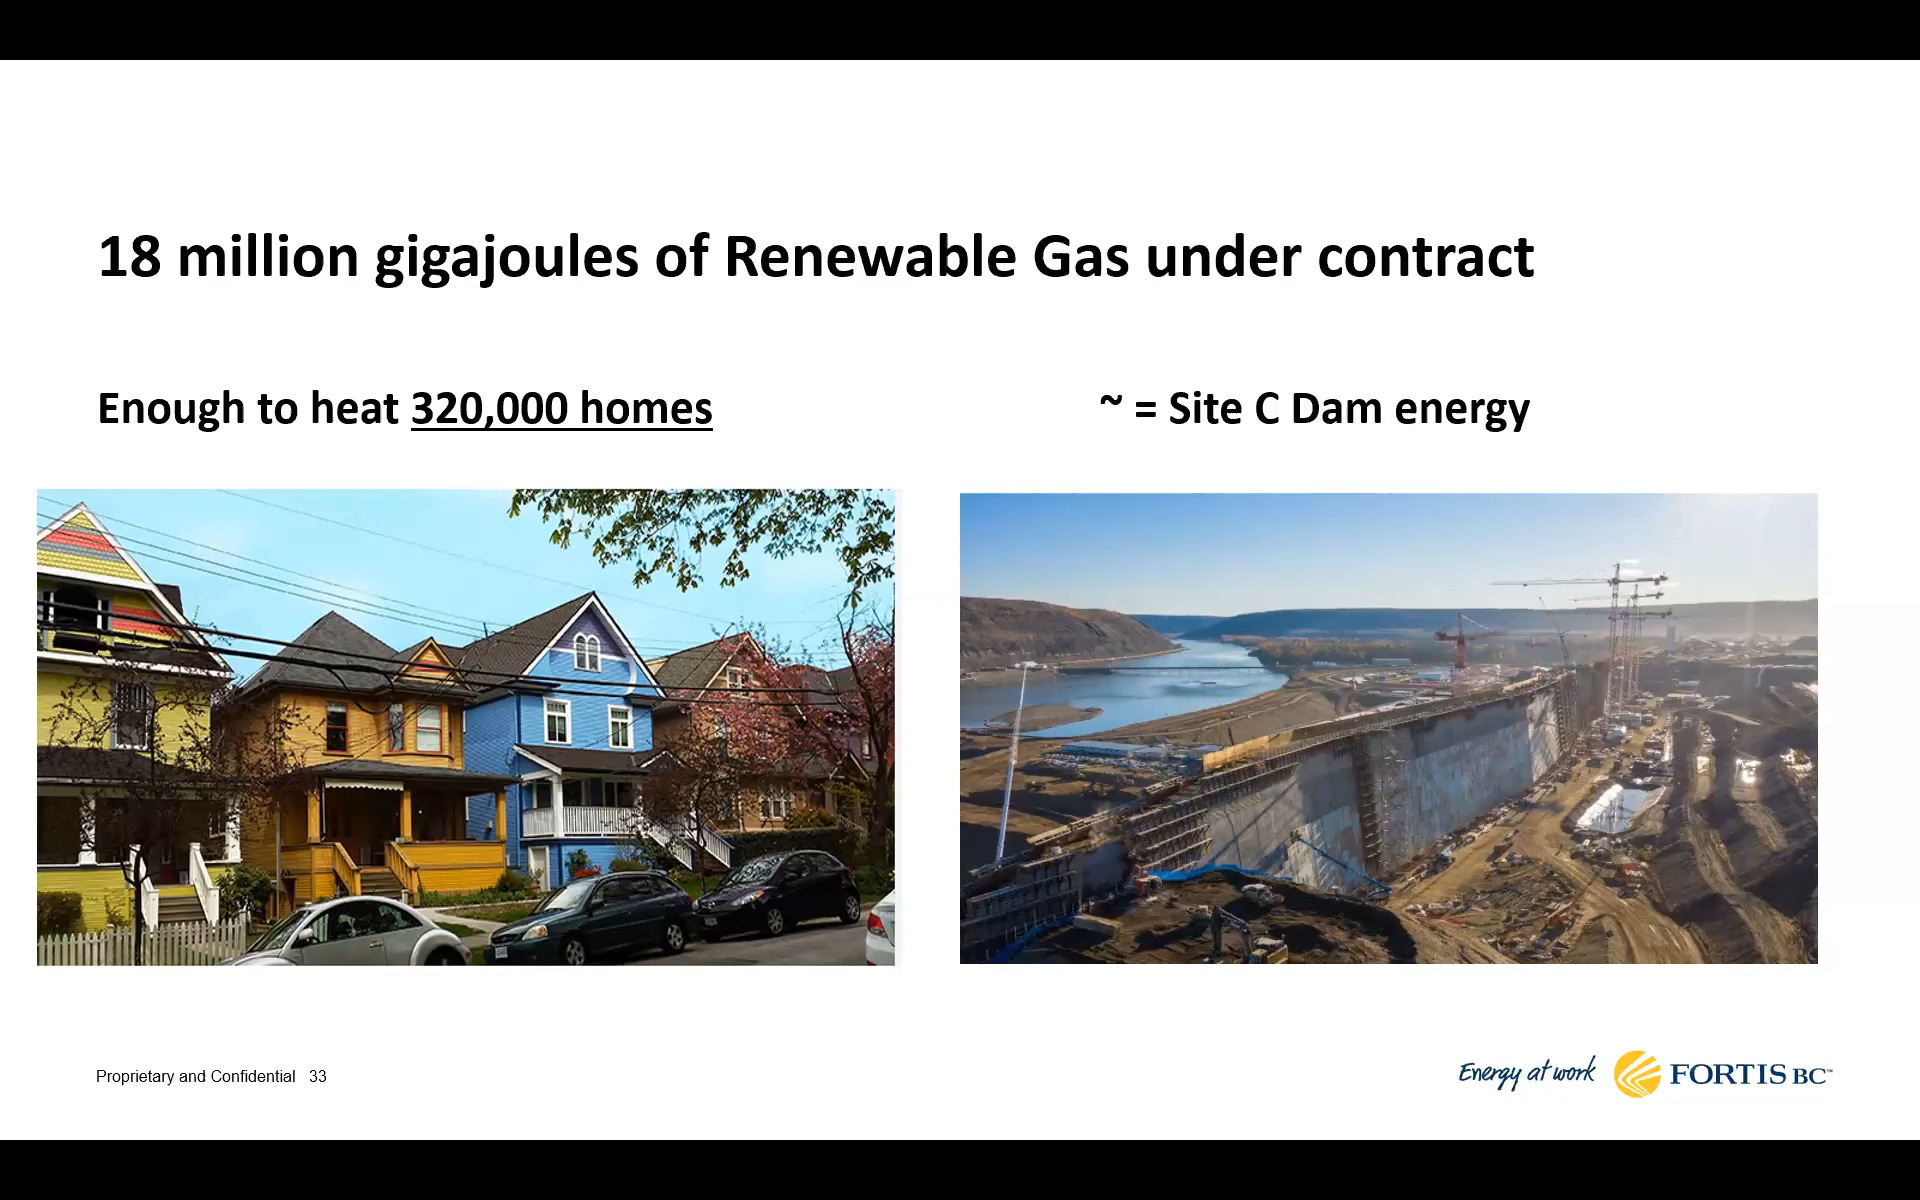 18 million gigajoules of Renewable Gas under contract
Enough to heat 320,000 homes
~ = Site C Dam energy
Proprietary and Confidential 33
Energy at work FORTIS BC™